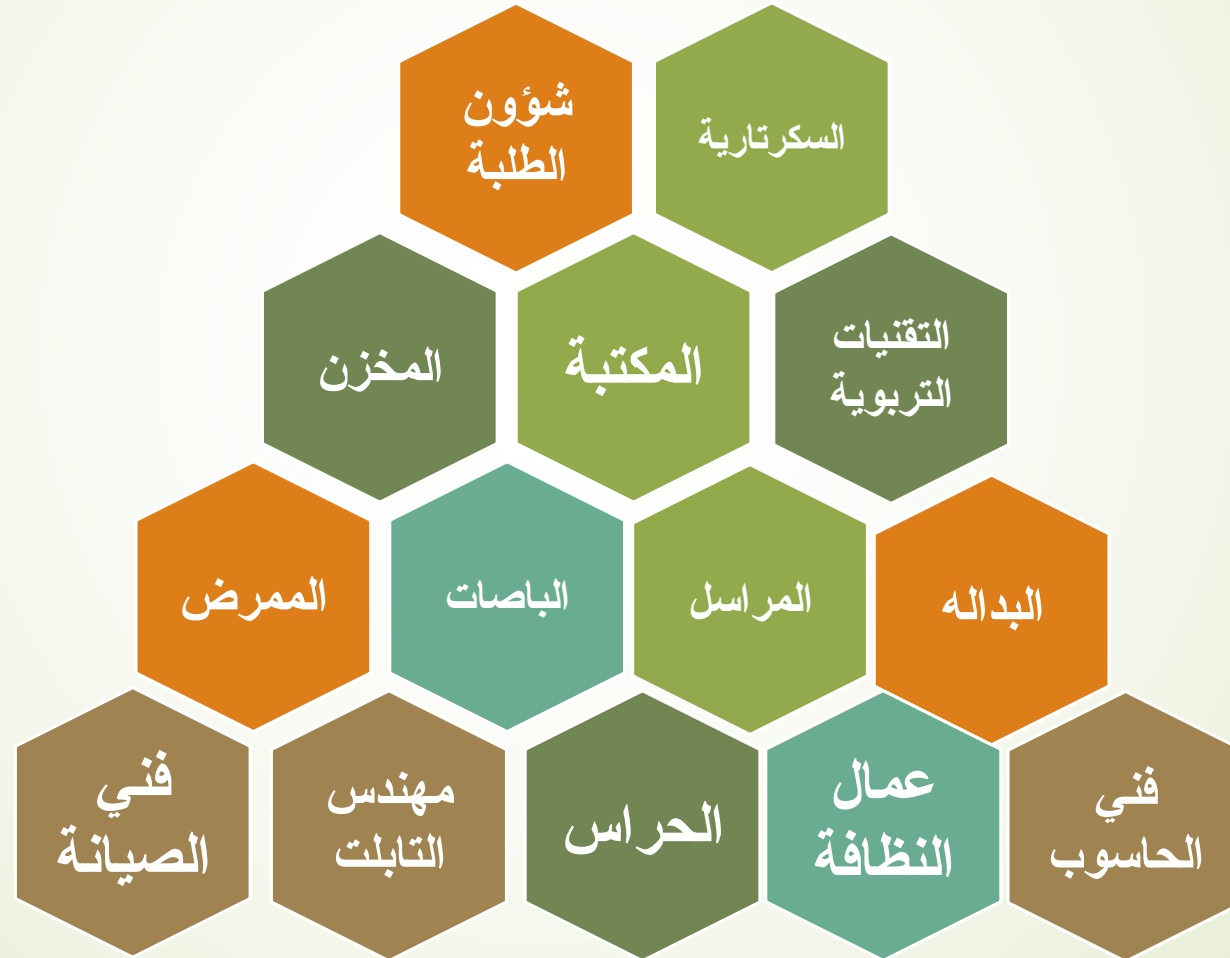 السكرتارية
شؤون
الطلبة
التقنيات
التربوية
المكتبة
المخزن
البداله
المراسل
الباصات
الممرض
فني
الحاسوب
عمال
النظافة
الحراس
مهندس
التابلت
فني
الصيانة